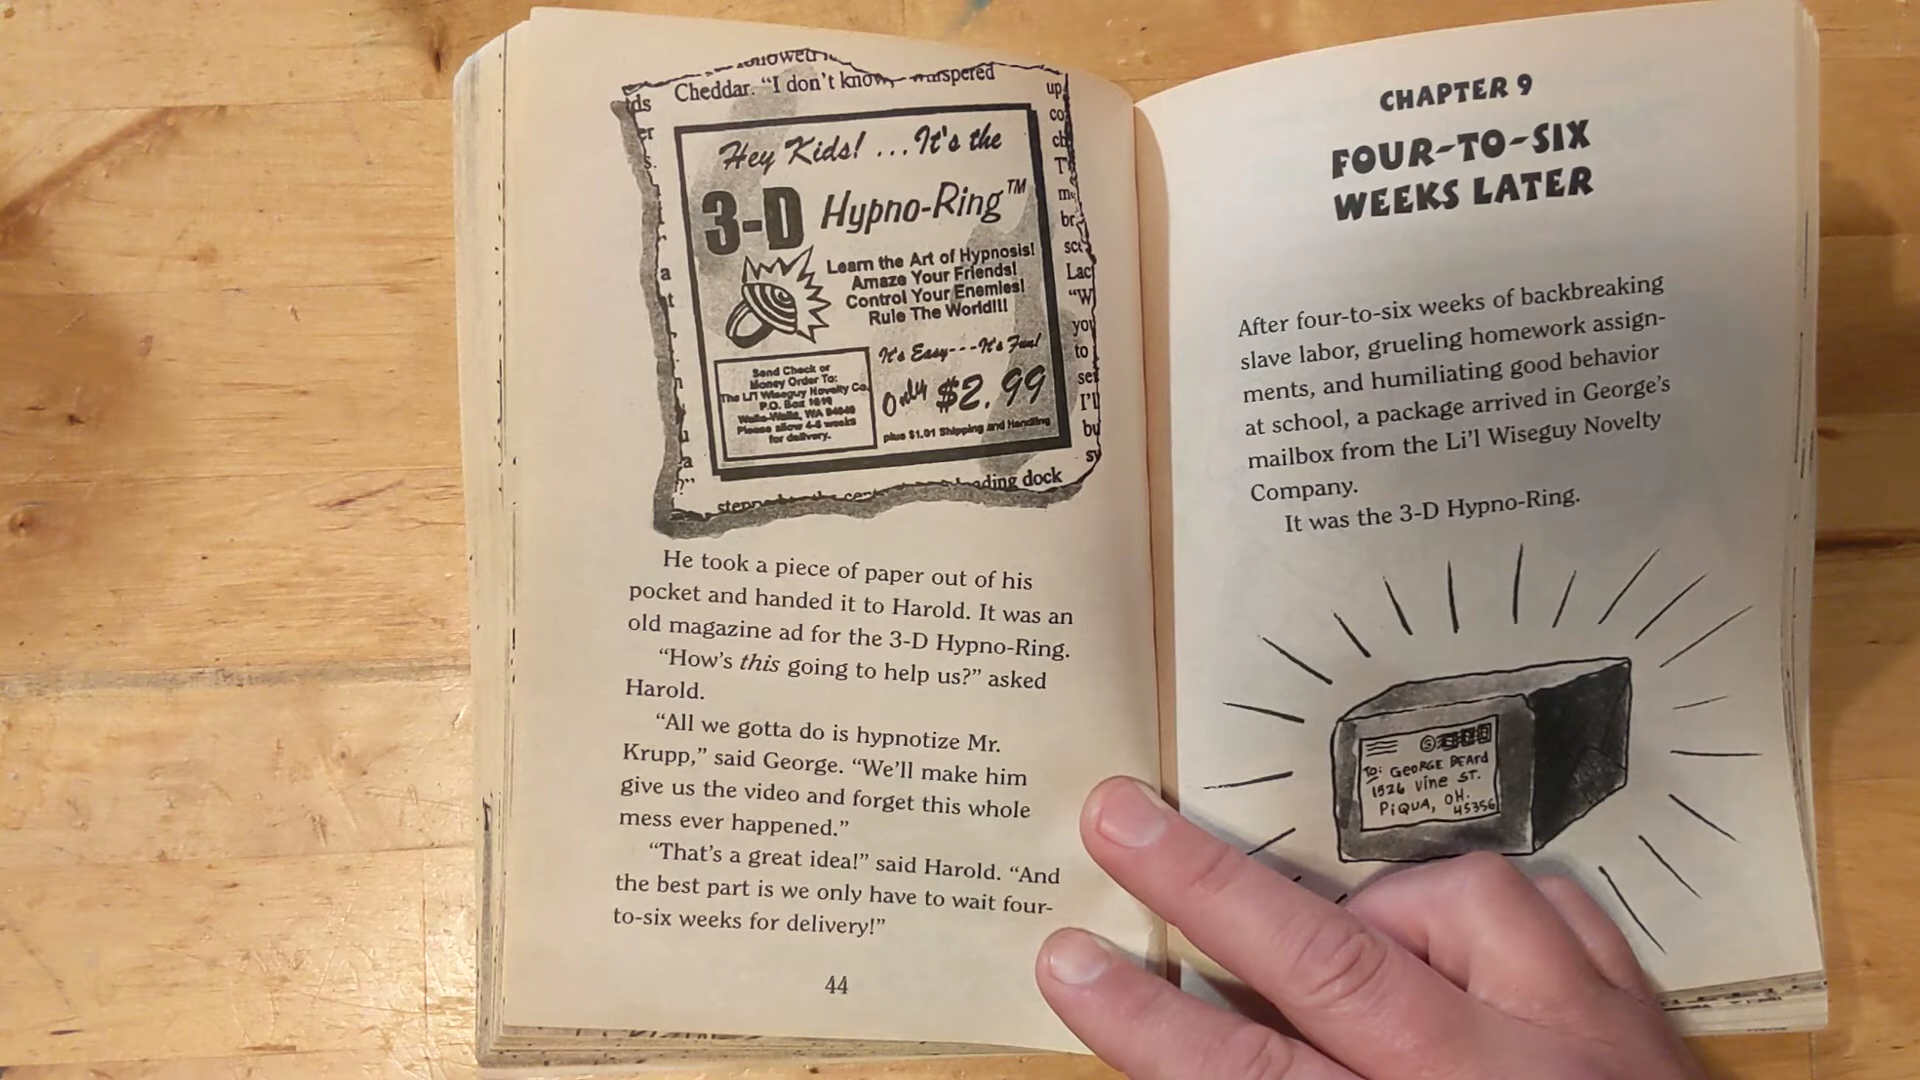 Cheddar. "I don't know,
whispered
Hey Kids! ...It's the
3-D Hypno-Ring™
Learn the Art of Hypnosis!
Amaze Your Friends!
Control Your Enemies!
Rule The World!!!
It's Easy---It's Fun!
Only $2.99
plus $1.01 Shipping and Handling
Send Check or
Money Order To:
The Li'l Wiseguy Novelty Co.
P.O. Box
Walla-Walla, WA
Please allow 4-6 weeks
for delivery.
dock
He took a piece of paper out of his
pocket and handed it to Harold. It was an
old magazine ad for the 3-D Hypno-Ring.
"How's this going to help us?" asked
Harold.
"All we gotta do is hypnotize Mr.
Krupp," said George. "We'll make him
give us the video and forget this whole
mess ever happened."
"That's a great idea!" said Harold. "And
the best part is we only have to wait four-
to-six weeks for delivery!"
44
CHAPTER 9
FOUR-TO-SIX
WEEKS LATER
After four-to-six weeks of backbreaking
slave labor, grueling homework assign-
ments, and humiliating good behavior
at school, a package arrived in George's
mailbox from the Li'l Wiseguy Novelty
Company.
It was the 3-D Hypno-Ring.
To: GEORGE BEARD
1526 Vine ST.
PiQUA, OH.
45356